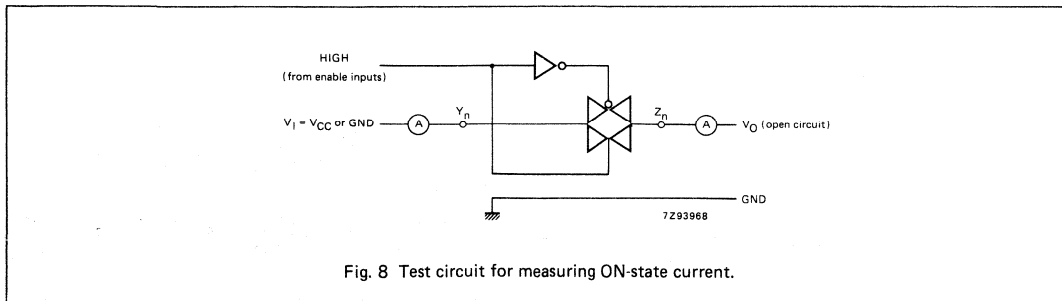 HIGH
(from enable inputs)
V_I = V_CC or GND
A
Y_n
Z_n
A
V_O (open circuit)
GND
7Z93968
Fig. 8 Test circuit for measuring ON-state current.